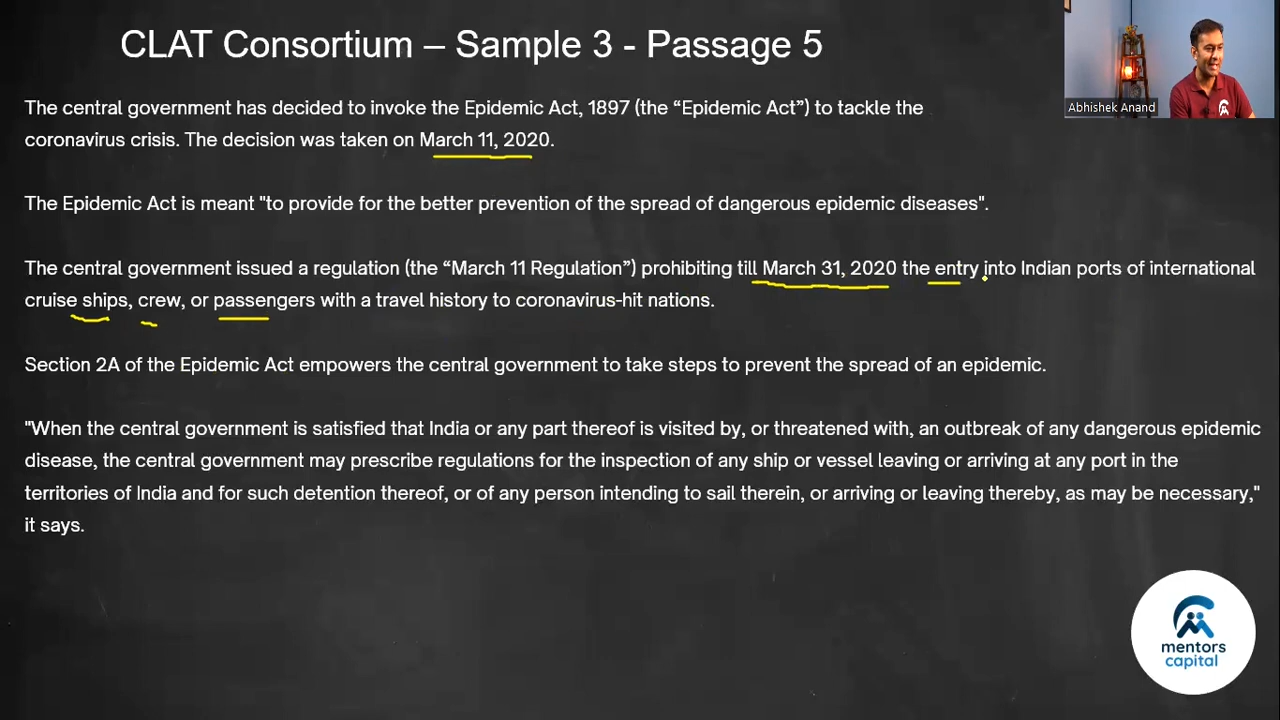 CLAT Consortium – Sample 3 - Passage 5
Abhishek Anand
The central government has decided to invoke the Epidemic Act, 1897 (the “Epidemic Act”) to tackle the
coronavirus crisis. The decision was taken on March 11, 2020.
The Epidemic Act is meant "to provide for the better prevention of the spread of dangerous epidemic diseases".
The central government issued a regulation (the “March 11 Regulation”) prohibiting till March 31, 2020 the entry into Indian ports of international
cruise ships, crew, or passengers with a travel history to coronavirus-hit nations.
Section 2A of the Epidemic Act empowers the central government to take steps to prevent the spread of an epidemic.
"When the central government is satisfied that India or any part thereof is visited by, or threatened with, an outbreak of any dangerous epidemic
disease, the central government may prescribe regulations for the inspection of any ship or vessel leaving or arriving at any port in the
territories of India and for such detention thereof, or of any person intending to sail therein, or arriving or leaving thereby, as may be necessary,"
it says.
mentors
capital